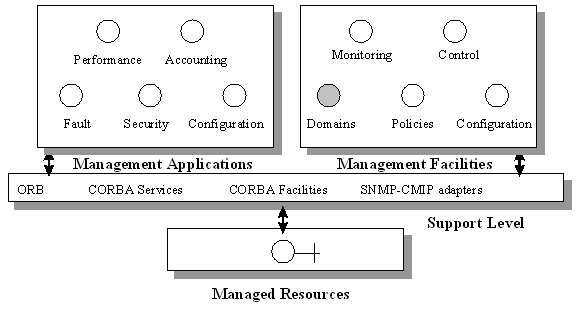 Performance Accounting
Fault Security Configuration
Management Applications
Monitoring Control
Domains Policies Configuration
Management Facilities
ORB CORBA Services CORBA Facilities SNMP-CMIP adapters
Support Level
Managed Resources